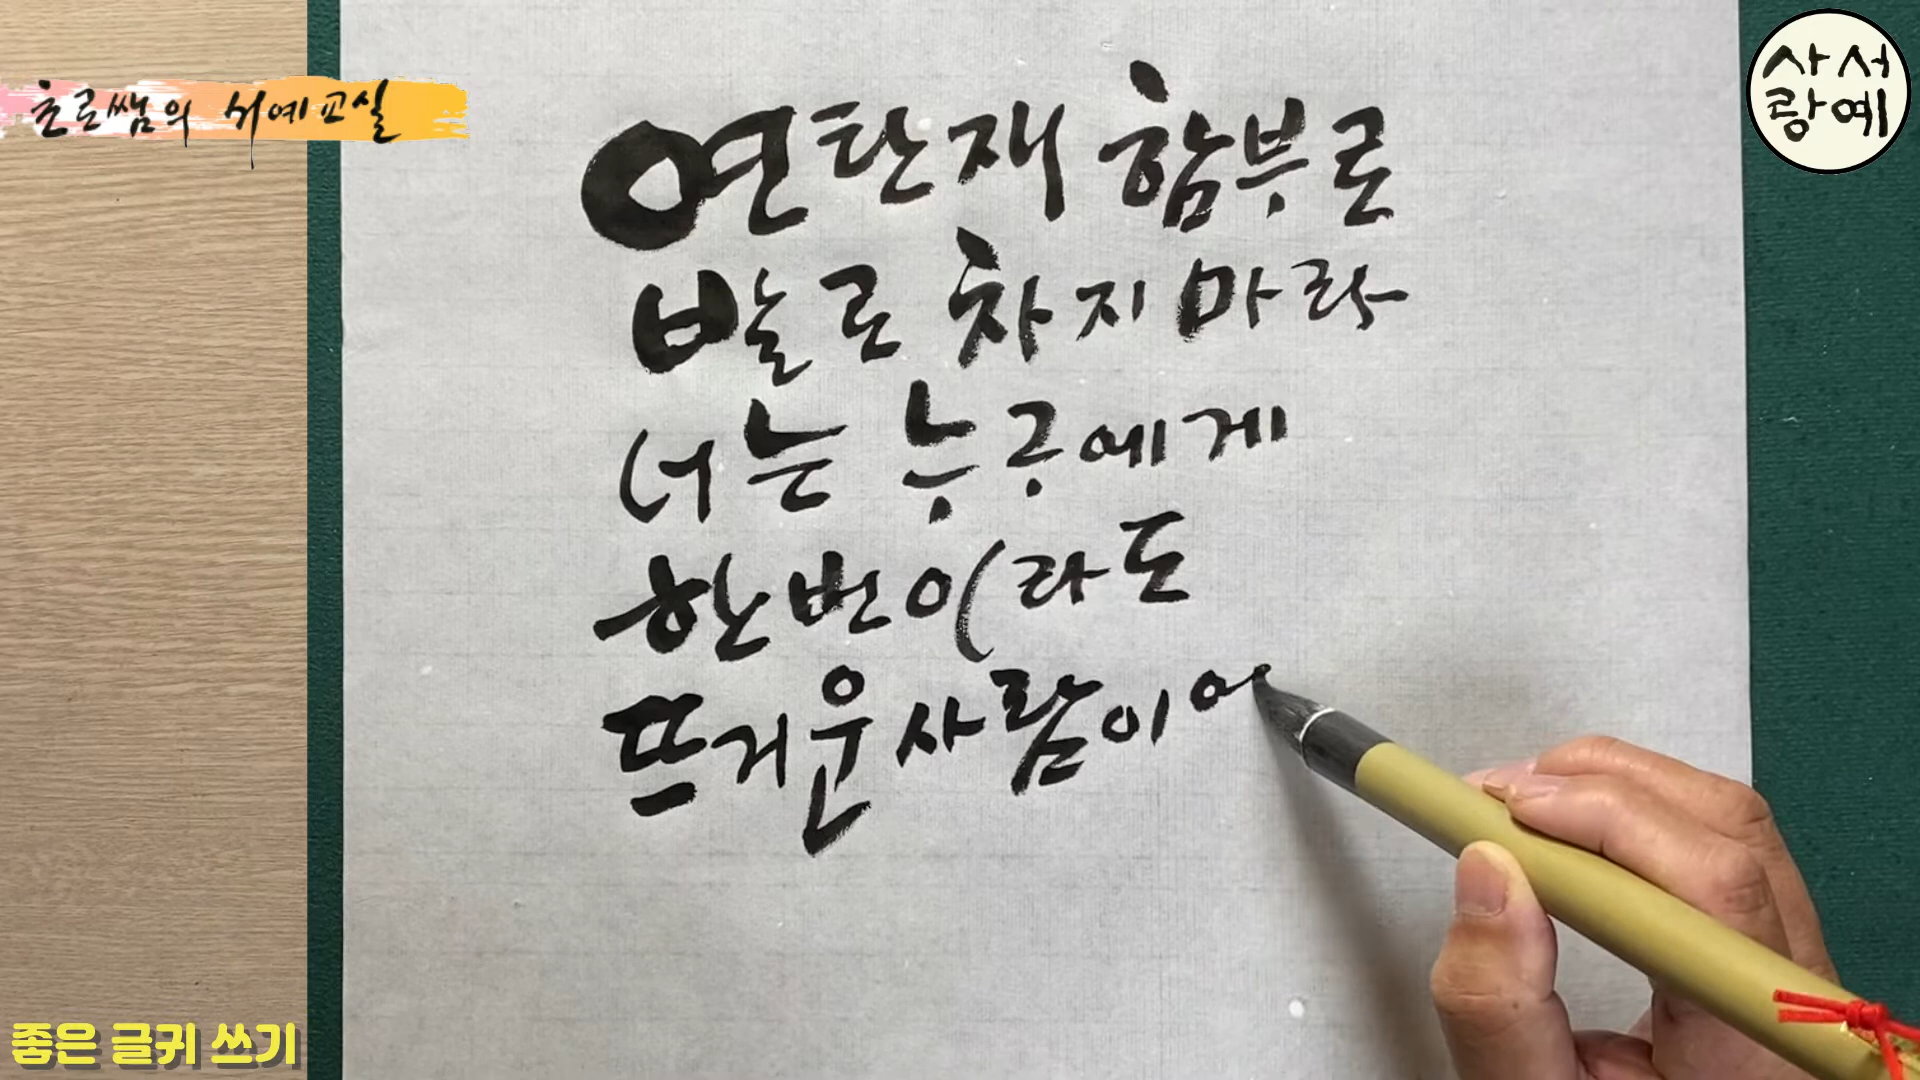 초로쌤의 서예교실
사서
랑예
연탄재 함부로
발로 차지 마라
너는 누구에게
한번이라도
뜨거운 사람이어
좋은 글귀 쓰기